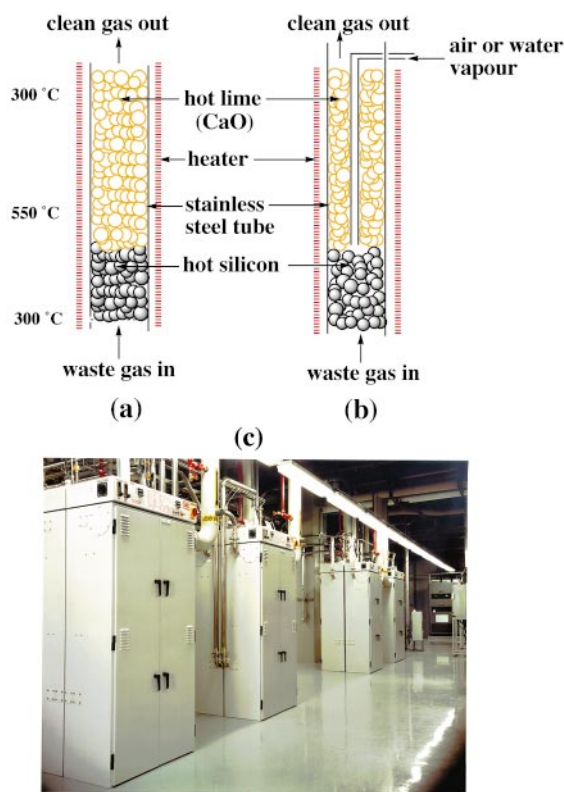 clean gas out
clean gas out
air or water
vapour
300 °C
hot lime
(CaO)
heater
550 °C
stainless
steel tube
hot silicon
300 °C
waste gas in
waste gas in
(a)
(b)
(c)